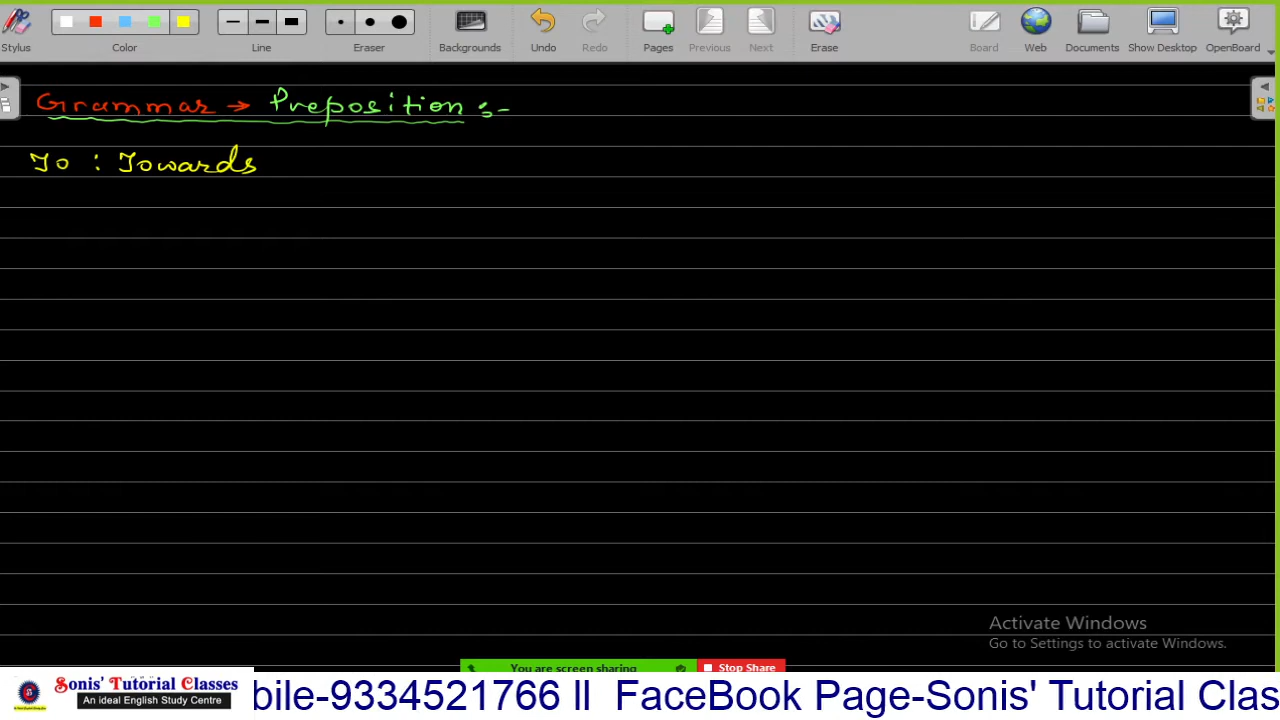 Stylus Color Line Eraser Backgrounds Undo Redo Pages Previous Next Erase Board Web Documents Show Desktop OpenBoard
Grammar → Preposition :-
To : Towards
Activate Windows
Go to Settings to activate Windows.
You are screen sharing Stop Share
Sonis' Tutorial Classes
An ideal English Study Centre
bile-9334521766 ll FaceBook Page-Sonis' Tutorial Clas